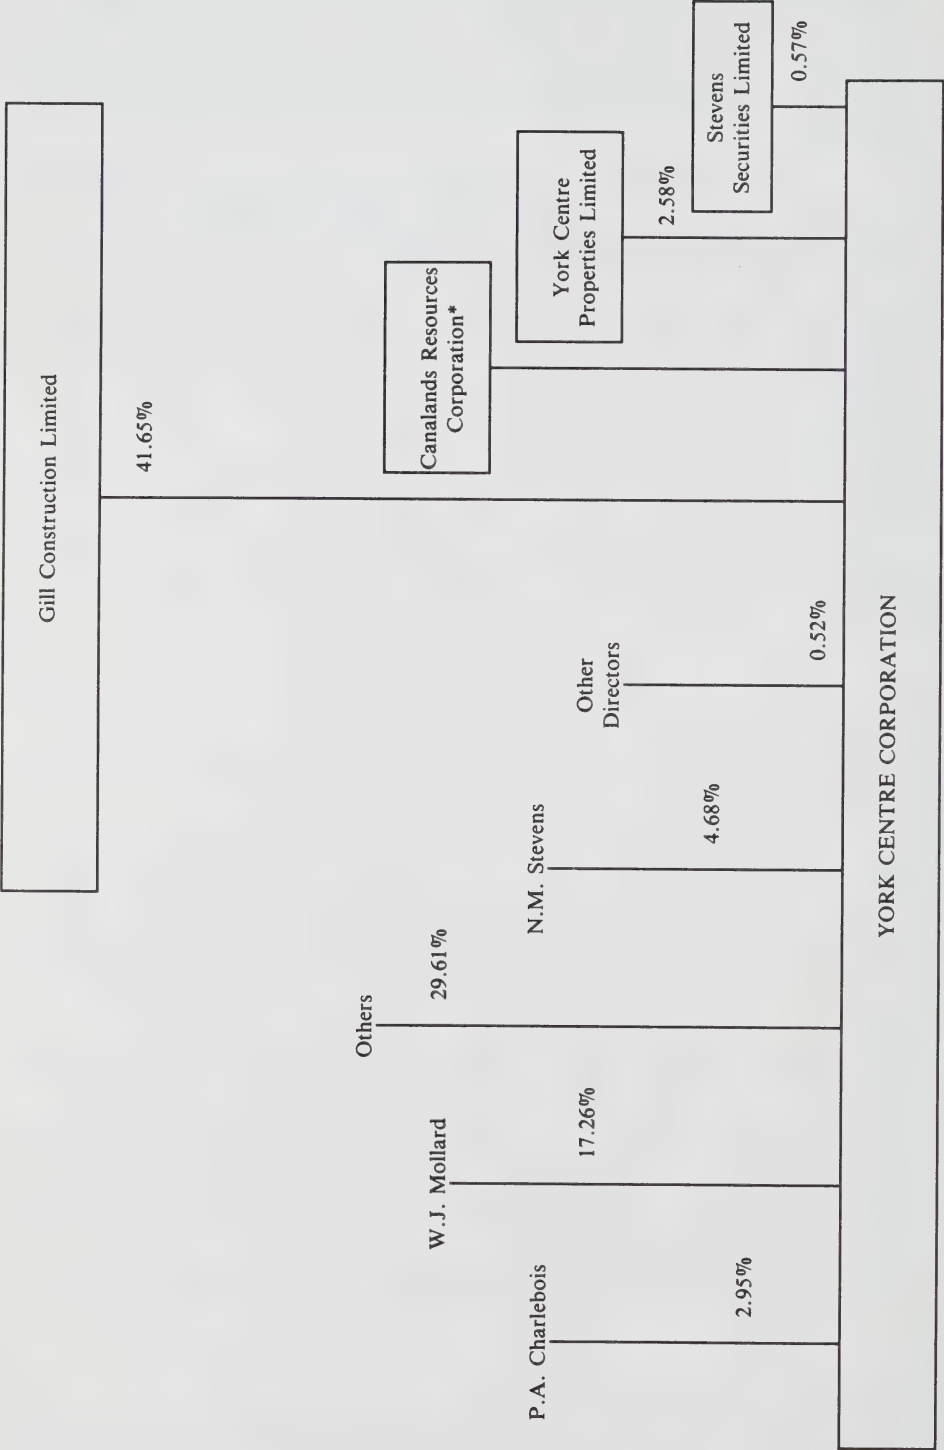 Gill Construction Limited
41.65%
Others
W.J. Mollard
29.61%
Canalands Resources
Corporation*
P.A. Charlebois
N.M. Stevens
York Centre
Properties Limited
17.26%
Other
Directors
2.58%
4.68%
Stevens
Securities Limited
2.95%
0.57%
0.52%
YORK CENTRE CORPORATION